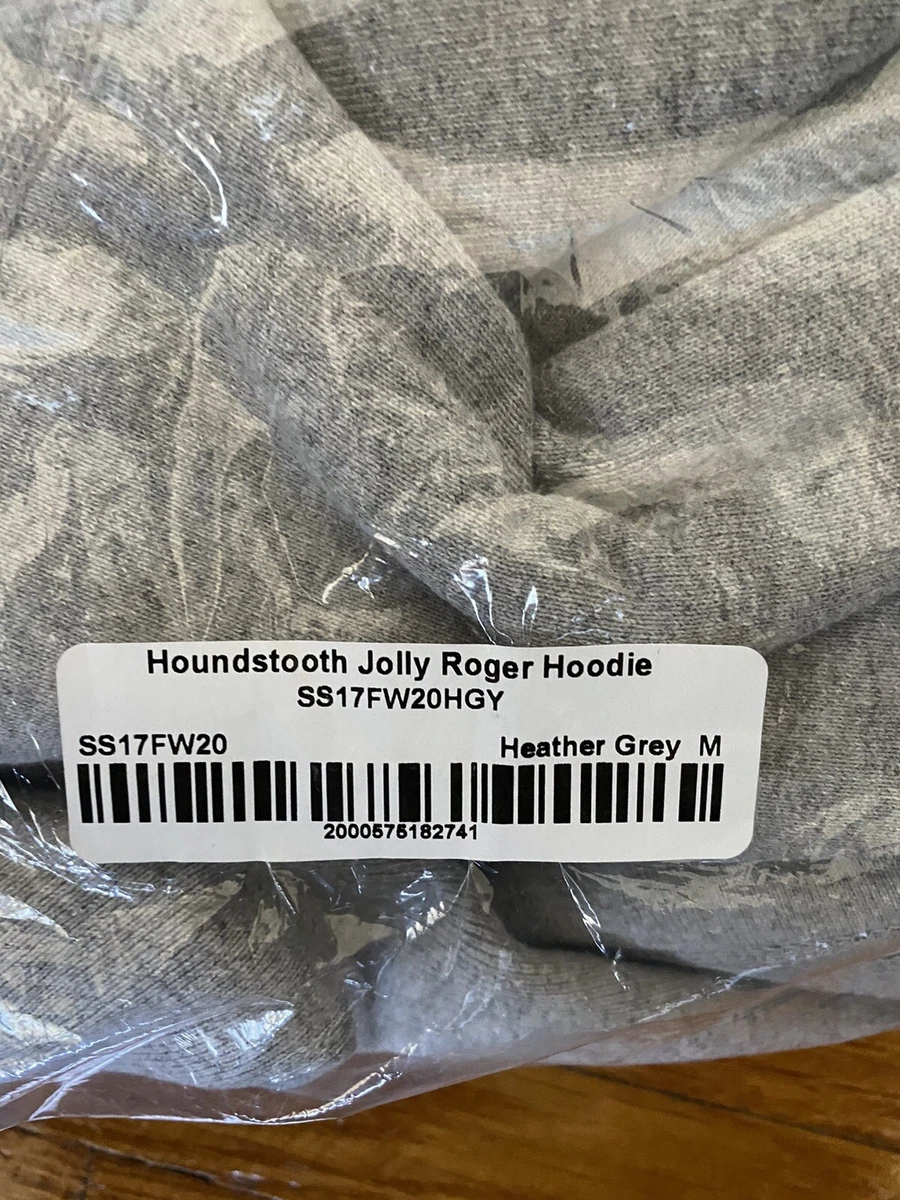 Houndstooth Jolly Roger Hoodie
SS17FW20HGY
SS17FW20 Heather Grey M
2000575182741